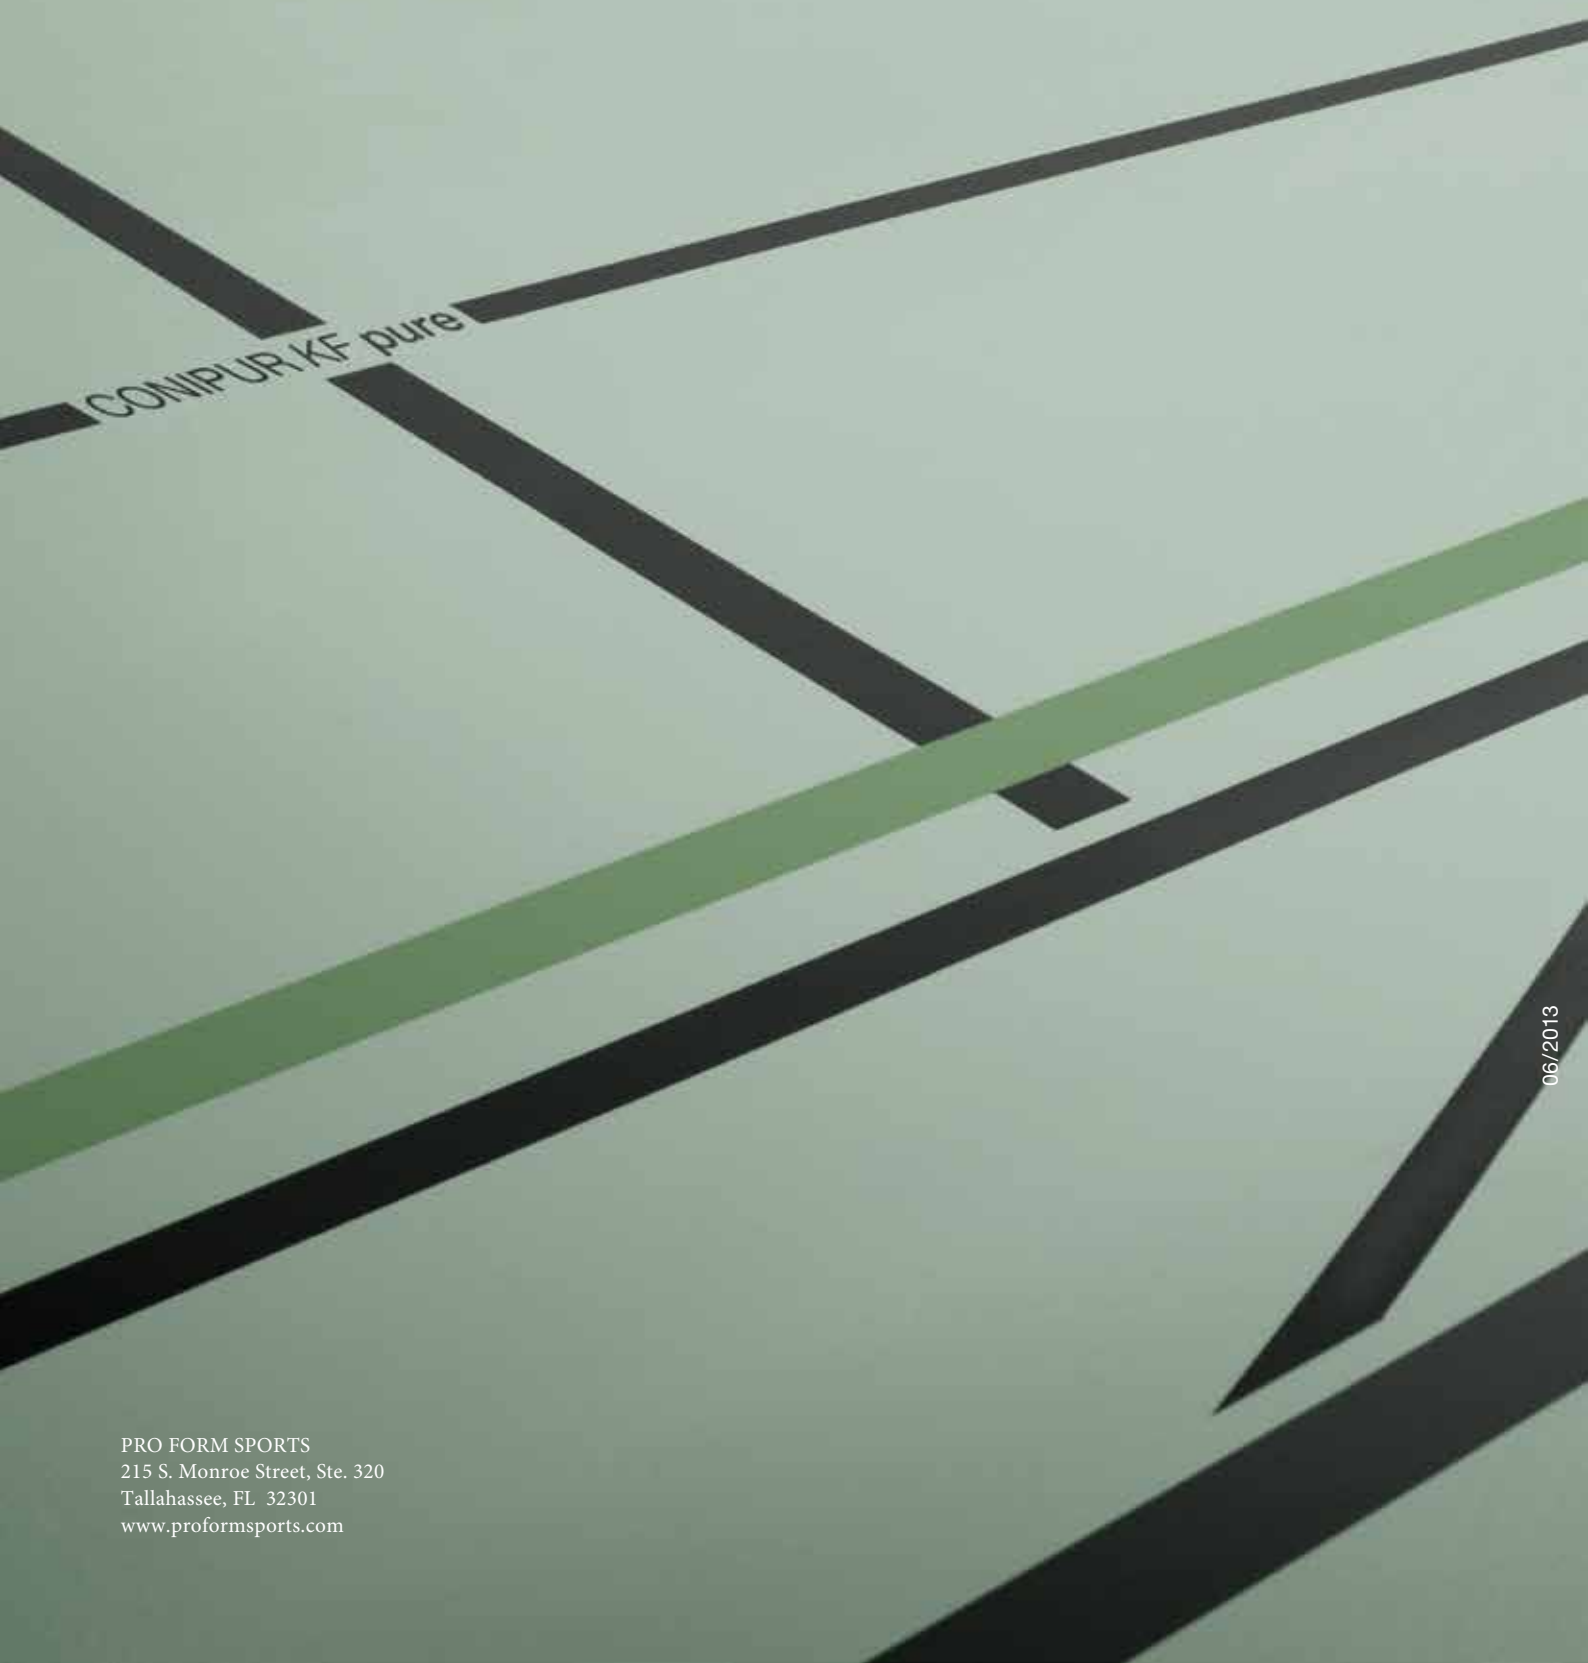 CONIPUR KF pure
06/2013
PRO FORM SPORTS
215 S. Monroe Street, Ste. 320
Tallahassee, FL  32301
www.proformsports.com